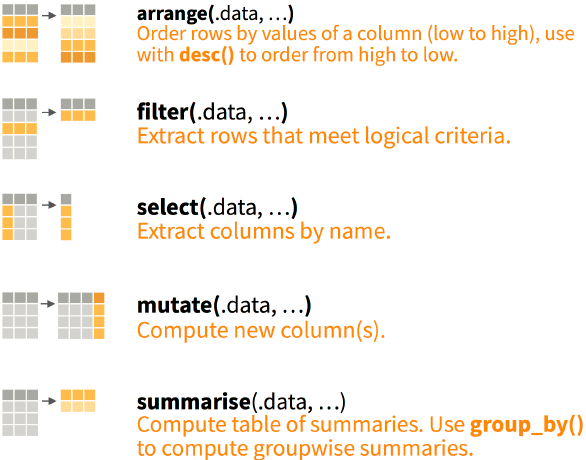 arrange(.data, …)
Order rows by values of a column (low to high), use
with desc() to order from high to low.
filter(.data, …)
Extract rows that meet logical criteria.
select(.data, …)
Extract columns by name.
mutate(.data, …)
Compute new column(s).
summarise(.data, …)
Compute table of summaries. Use group_by()
to compute groupwise summaries.